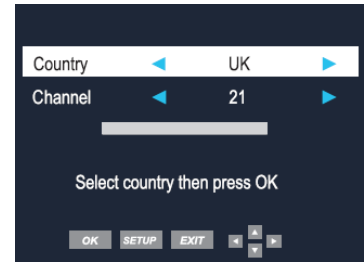 Country UK
Channel 21
Select country then press OK
OK SETUP EXIT